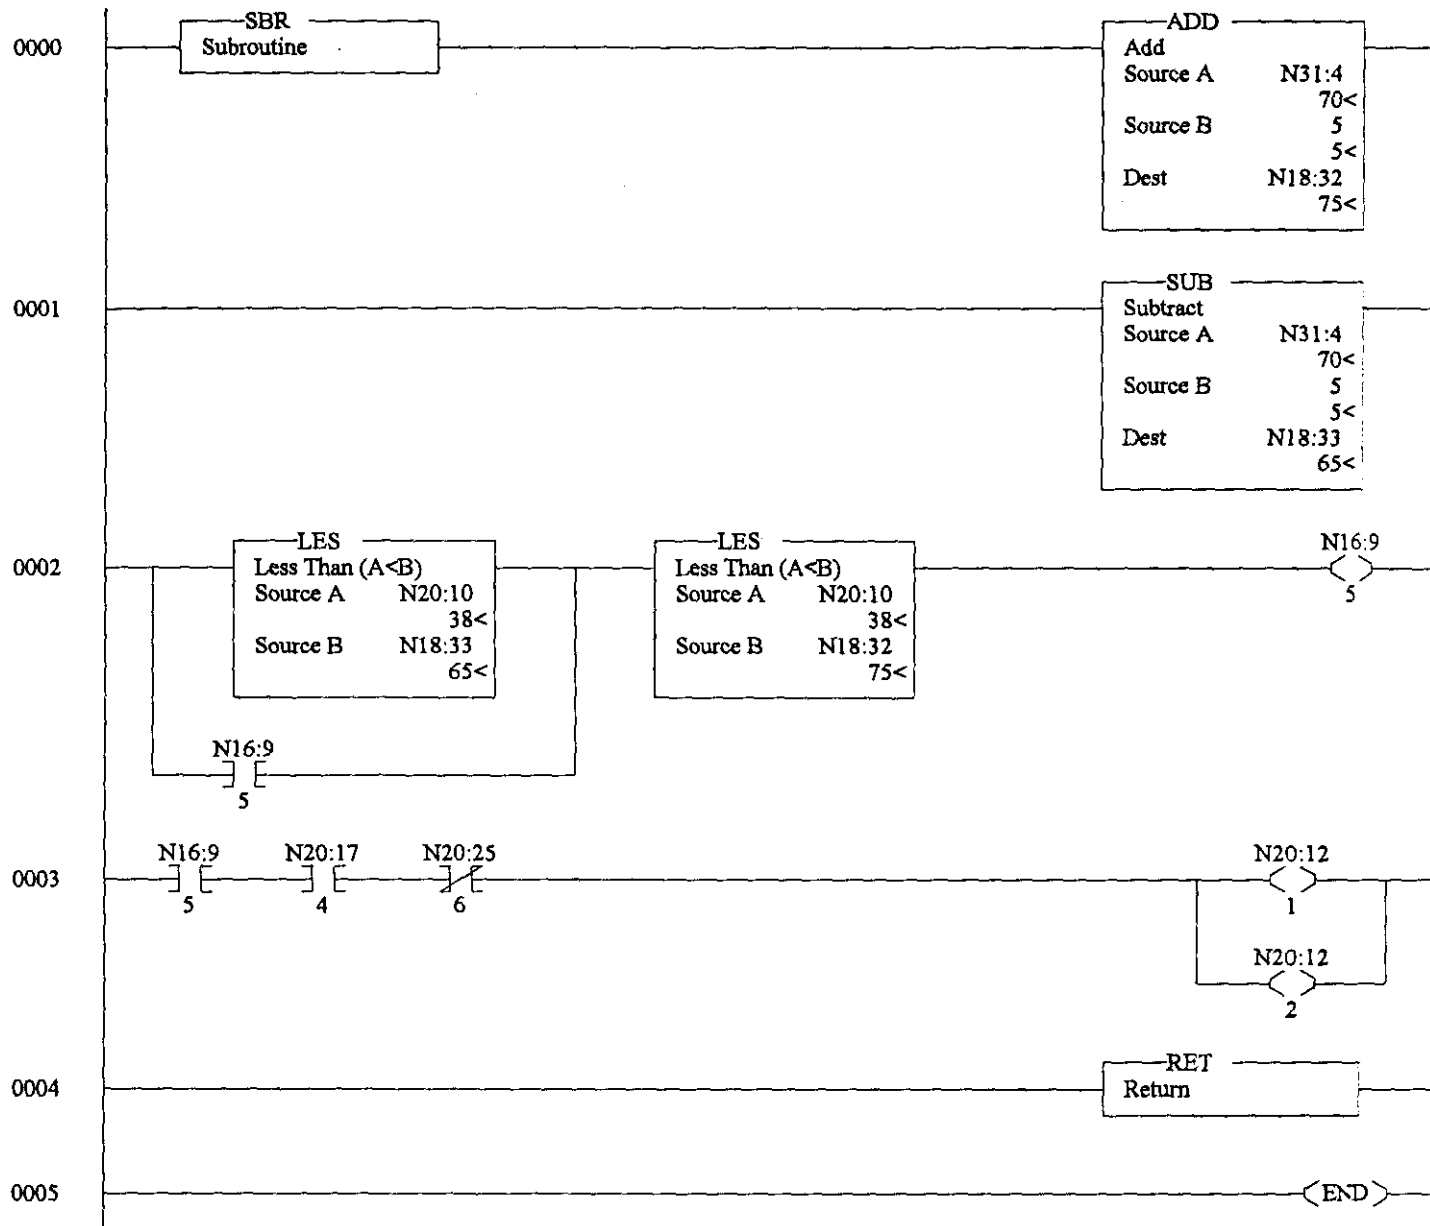 SBR
ADD
0000
Subroutine
Add
Source A N31:4
70<
Source B 5
5<
Dest N18:32
75<
SUB
0001
Subtract
Source A N31:4
70<
Source B 5
5<
Dest N18:33
65<
LES
LES
N16:9
0002
Less Than (A<B)
Less Than (A<B)
5
Source A N20:10
38<
Source B N18:33
65<
Source A N20:10
38<
Source B N18:32
75<
N16:9
5
N16:9 N20:17 N20:25 N20:12
0003
5 4 6 1
N20:12
2
RET
0004
Return
0005
END